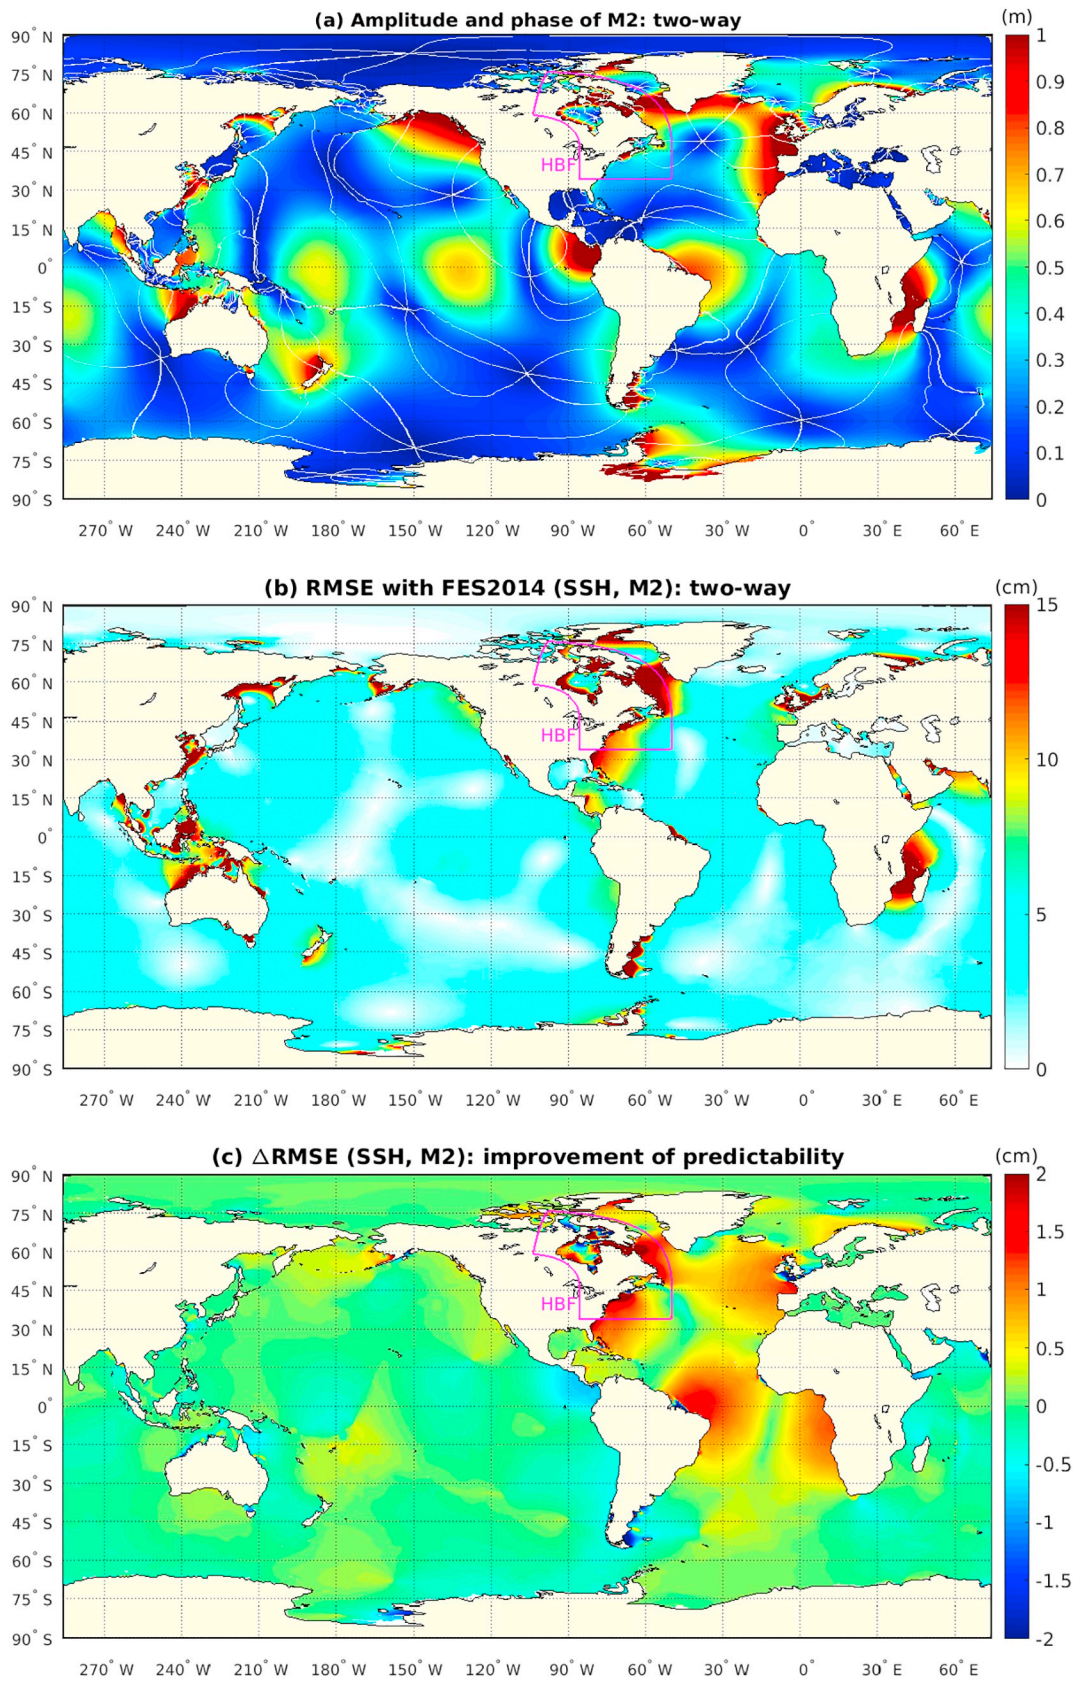 (a) Amplitude and phase of M2: two-way
(m)
90° N
75° N
60° N
45° N
30° N
15° N
0°
15° S
30° S
45° S
60° S
75° S
90° S
HBF
1
0.9
0.8
0.7
0.6
0.5
0.4
0.3
0.2
0.1
0
270° W 240° W 210° W 180° W 150° W 120° W 90° W 60° W 30° W 0° 30° E 60° E
(b) RMSE with FES2014 (SSH, M2): two-way
(cm)
90° N
75° N
60° N
45° N
30° N
15° N
0°
15° S
30° S
45° S
60° S
75° S
90° S
HBF
15
10
5
0
270° W 240° W 210° W 180° W 150° W 120° W 90° W 60° W 30° W 0° 30° E 60° E
(c) △RMSE (SSH, M2): improvement of predictability
(cm)
90° N
75° N
60° N
45° N
30° N
15° N
0°
15° S
30° S
45° S
60° S
75° S
90° S
HBF
2
1.5
1
0.5
0
-0.5
-1
-1.5
-2
270° W 240° W 210° W 180° W 150° W 120° W 90° W 60° W 30° W 0° 30° E 60° E